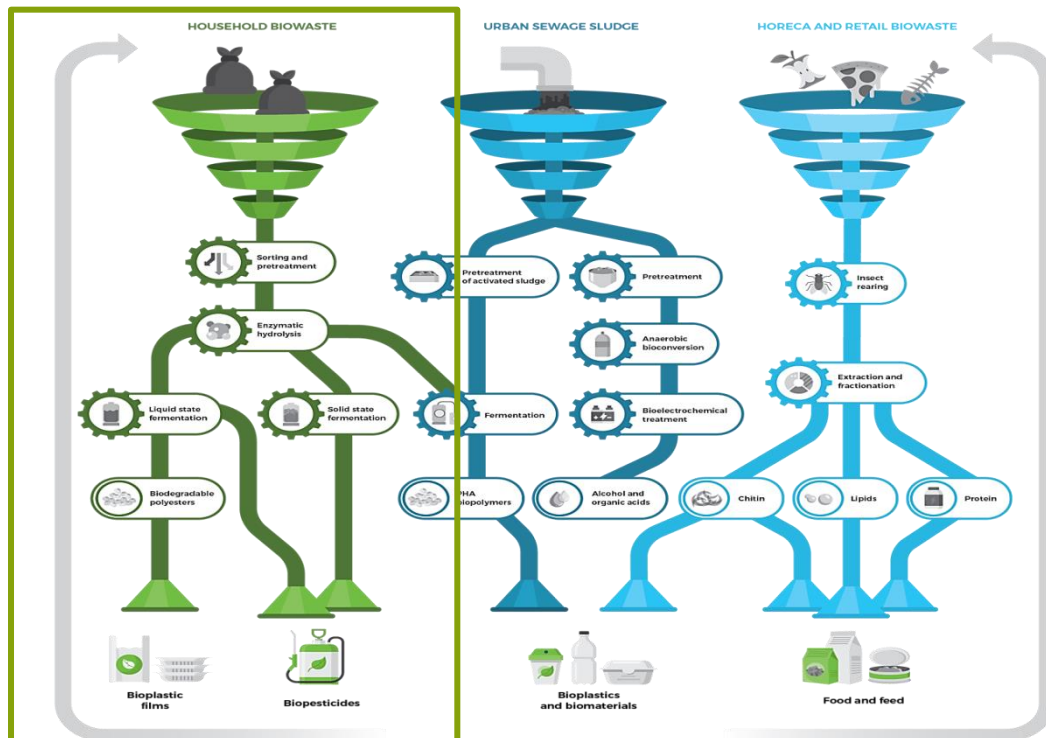 HOUSEHOLD BIOWASTE
URBAN SEWAGE SLUDGE
HORECA AND RETAIL BIOWASTE
Sorting and
pretreatment
Pretreatment
of activated sludge
Pretreatment
Insect
rearing
Enzymatic
hydrolysis
Anaerobic
bioconversion
Extraction and
fractionation
Liquid state
fermentation
Solid state
fermentation
Fermentation
Bioelectrochemical
treatment
Biodegradable
polyesters
PHA
biopolymers
Alcohol and
organic acids
Chitin
Lipids
Protein
Bioplastic
films
Biopesticides
Bioplastics
and biomaterials
Food and feed